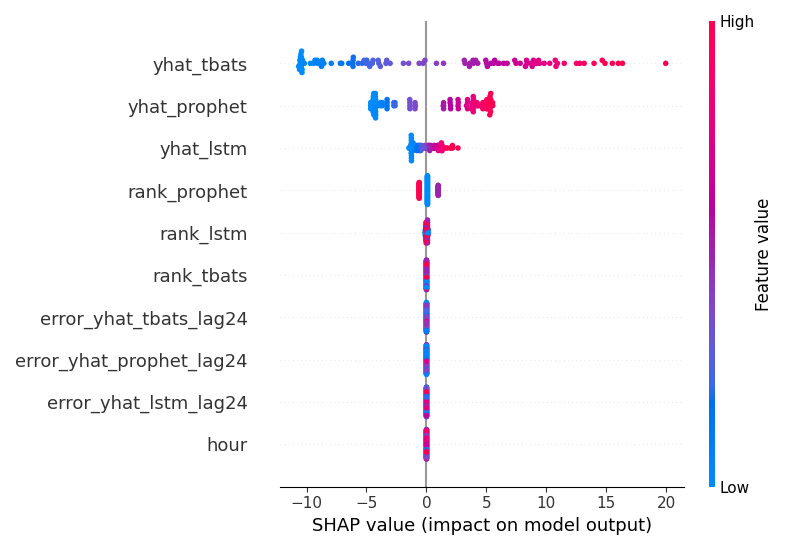 High
yhat_tbats
yhat_prophet
yhat_lstm
rank_prophet
rank_lstm
rank_tbats
error_yhat_tbats_lag24
error_yhat_prophet_lag24
error_yhat_lstm_lag24
hour
Feature value
Low
−10 −5 0 5 10 15 20
SHAP value (impact on model output)